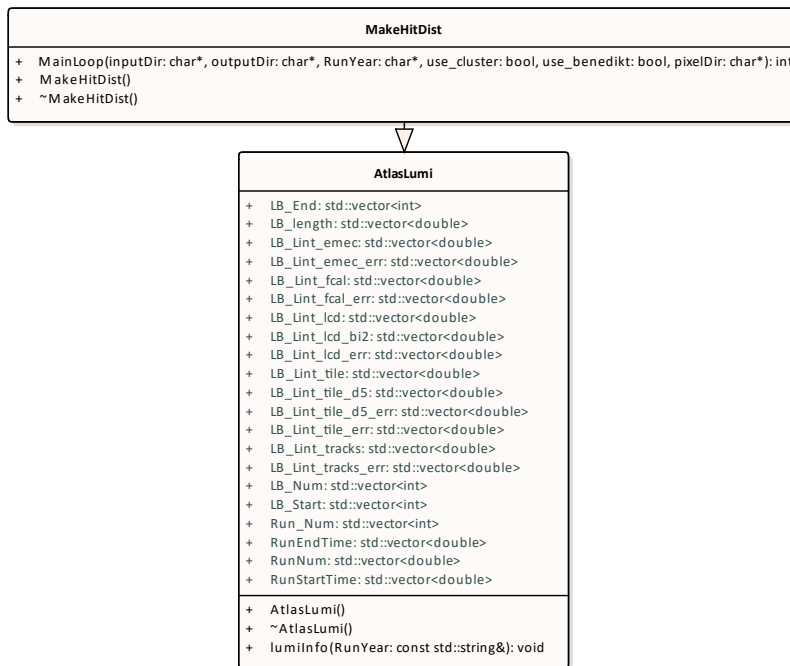 MakeHitDist
+ MainLoop(inputDir: char*, outputDir: char*, RunYear: char*, use_cluster: bool, use_benedikt: bool, pixelDir: char*): int
+ MakeHitDist()
+ ~MakeHitDist()
AtlasLumi
+ LB_End: std::vector<int>
+ LB_length: std::vector<double>
+ LB_Lint_emec: std::vector<double>
+ LB_Lint_emec_err: std::vector<double>
+ LB_Lint_fcal: std::vector<double>
+ LB_Lint_fcal_err: std::vector<double>
+ LB_Lint_lcd: std::vector<double>
+ LB_Lint_lcd_bi2: std::vector<double>
+ LB_Lint_lcd_err: std::vector<double>
+ LB_Lint_tile: std::vector<double>
+ LB_Lint_tile_d5: std::vector<double>
+ LB_Lint_tile_d5_err: std::vector<double>
+ LB_Lint_tile_err: std::vector<double>
+ LB_Lint_tracks: std::vector<double>
+ LB_Lint_tracks_err: std::vector<double>
+ LB_Num: std::vector<int>
+ LB_Start: std::vector<int>
+ Run_Num: std::vector<int>
+ RunEndTime: std::vector<double>
+ RunNum: std::vector<double>
+ RunStartTime: std::vector<double>
+ AtlasLumi()
+ ~AtlasLumi()
+ lumiInfo(RunYear: const std::string&): void